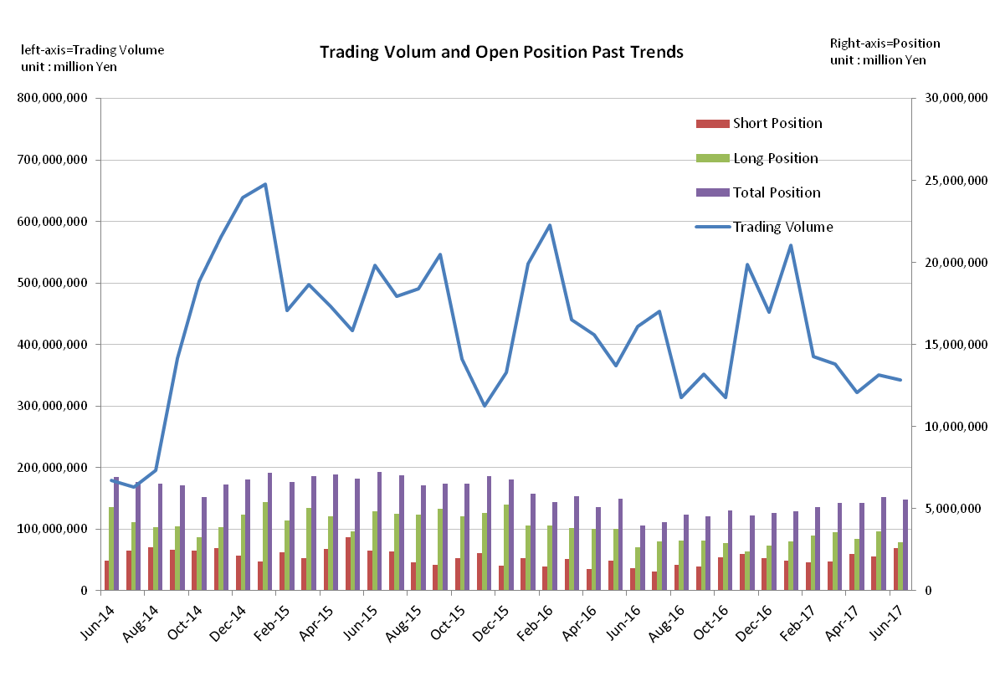 left-axis=Trading Volume
unit : million Yen
Trading Volum and Open Position Past Trends
Right-axis=Position
unit : million Yen
800,000,000
700,000,000
600,000,000
500,000,000
400,000,000
300,000,000
200,000,000
100,000,000
0
30,000,000
25,000,000
20,000,000
15,000,000
10,000,000
5,000,000
0
Short Position
Long Position
Total Position
Trading Volume
Jun-14
Aug-14
Oct-14
Dec-14
Feb-15
Apr-15
Jun-15
Aug-15
Oct-15
Dec-15
Feb-16
Apr-16
Jun-16
Aug-16
Oct-16
Dec-16
Feb-17
Apr-17
Jun-17